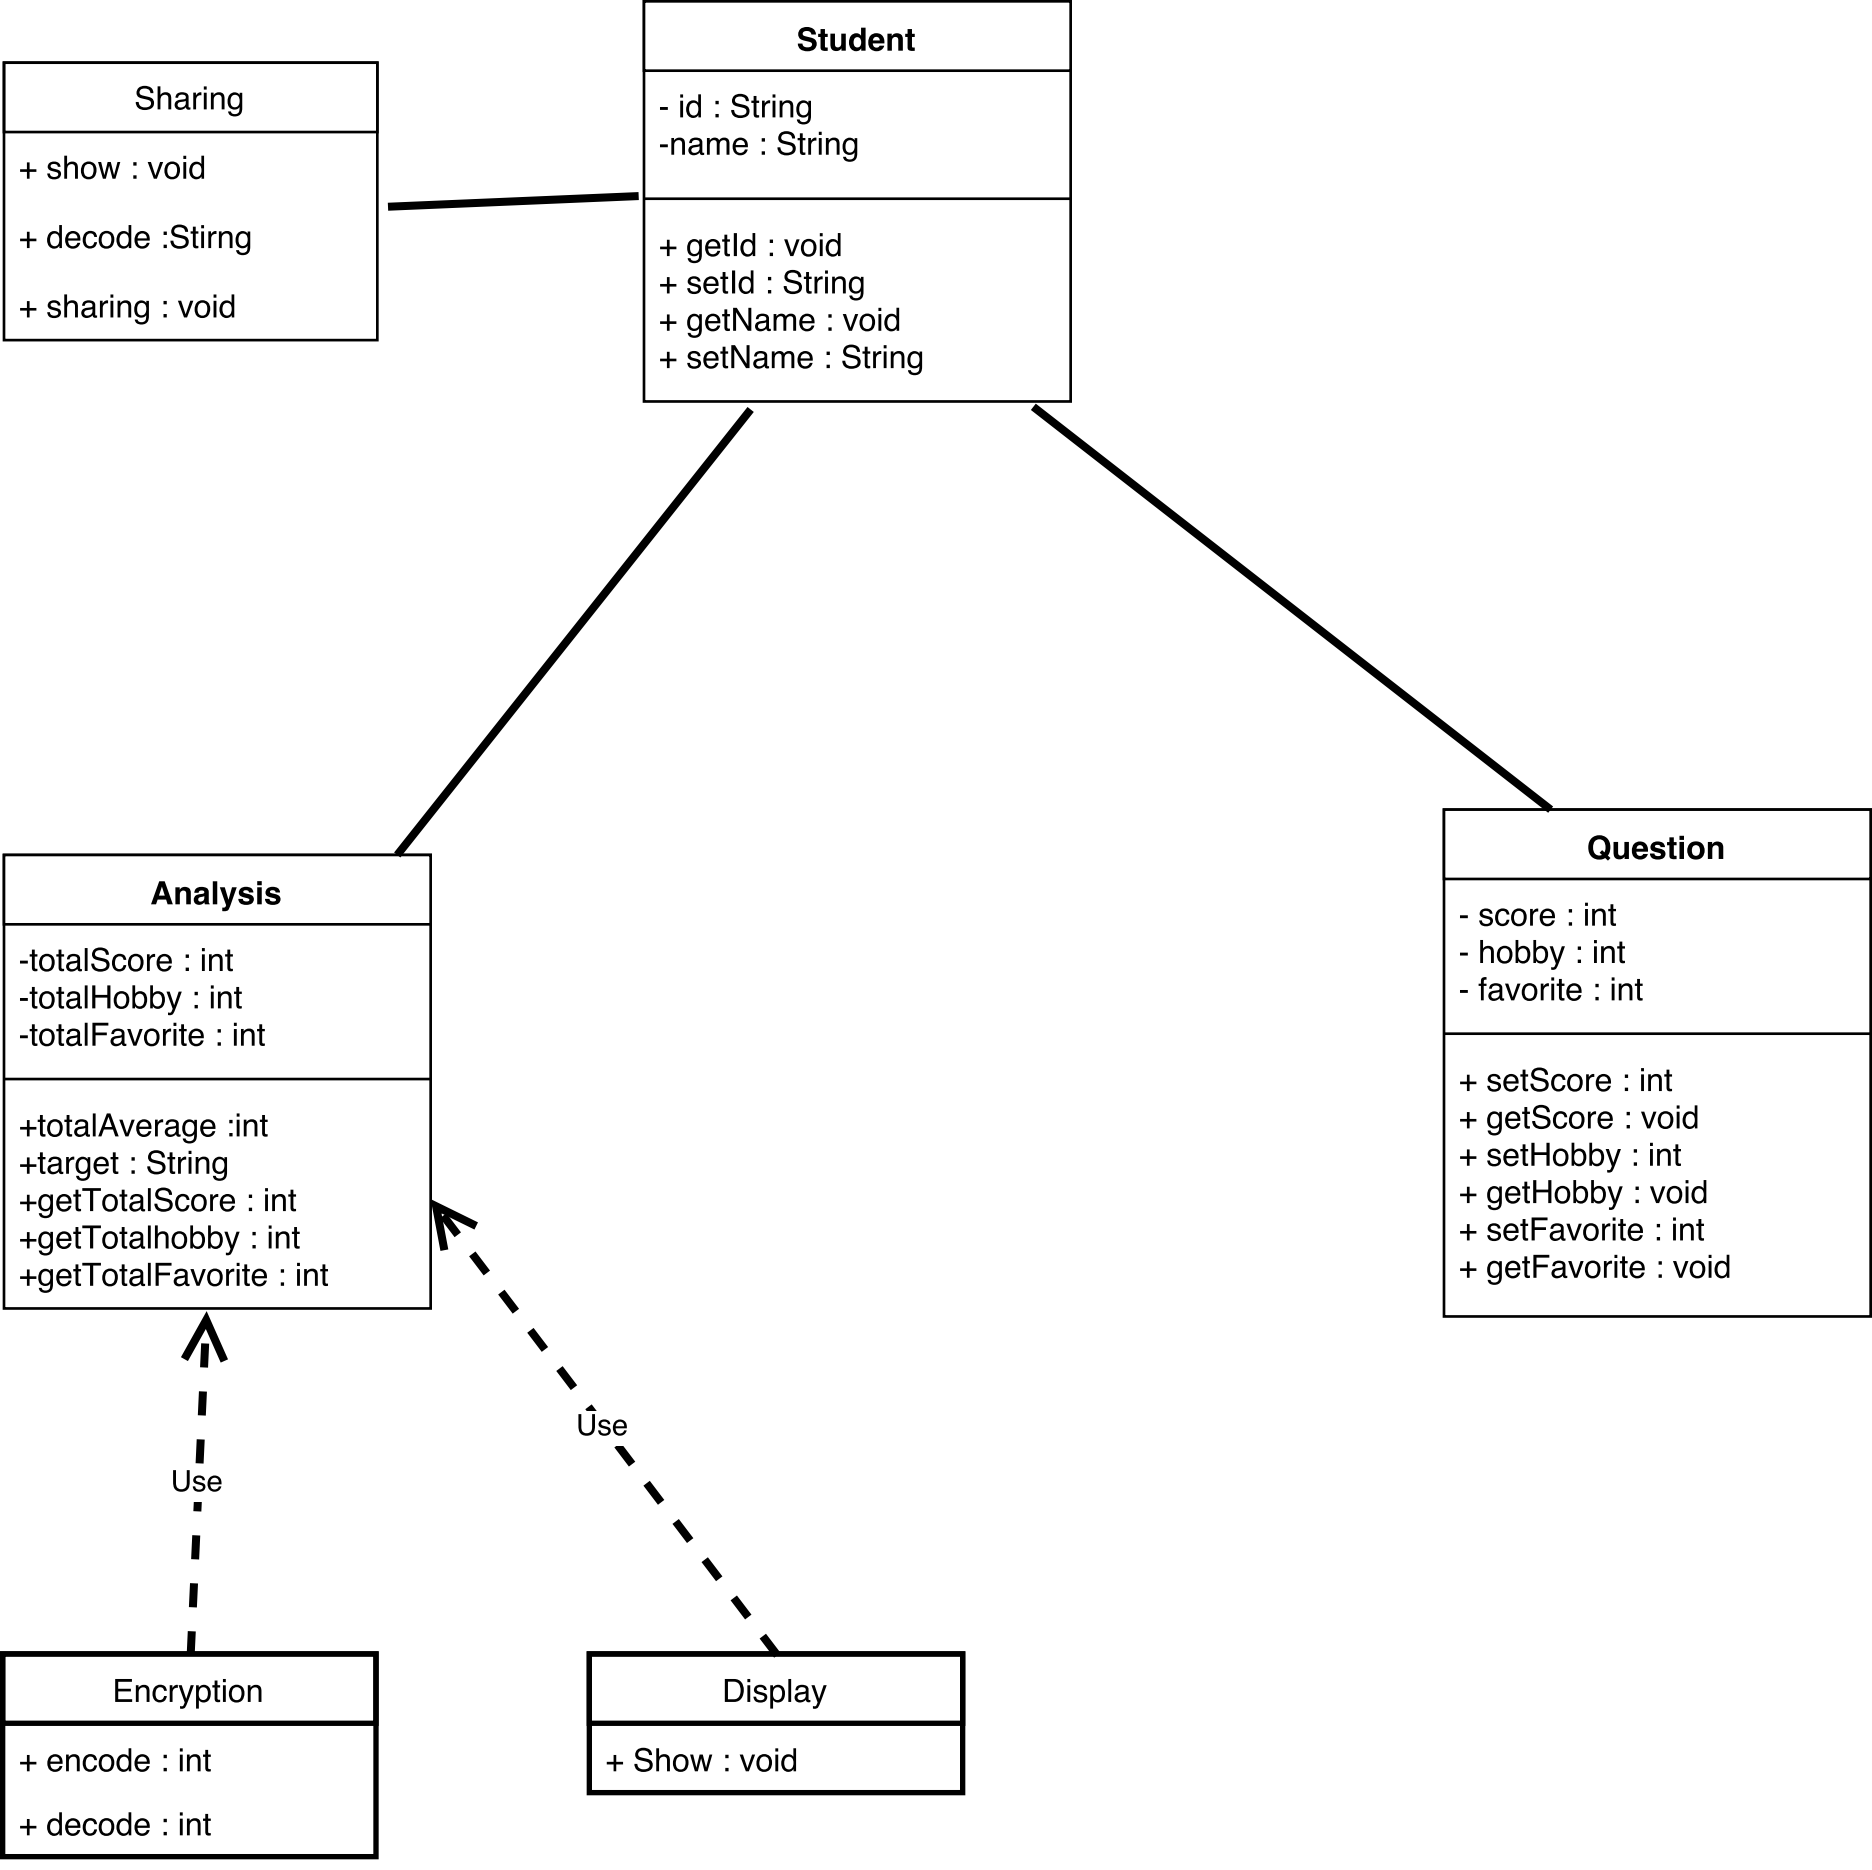 Student
- id : String
-name : String
+ getId : void
+ setId : String
+ getName : void
+ setName : String
Sharing
+ show : void
+ decode :Stirng
+ sharing : void
Analysis
-totalScore : int
-totalHobby : int
-totalFavorite : int
+totalAverage :int
+target : String
+getTotalScore : int
+getTotalhobby : int
+getTotalFavorite : int
Question
- score : int
- hobby : int
- favorite : int
+ setScore : int
+ getScore : void
+ setHobby : int
+ getHobby : void
+ setFavorite : int
+ getFavorite : void
Use
Use
Encryption
+ encode : int
+ decode : int
Display
+ Show : void